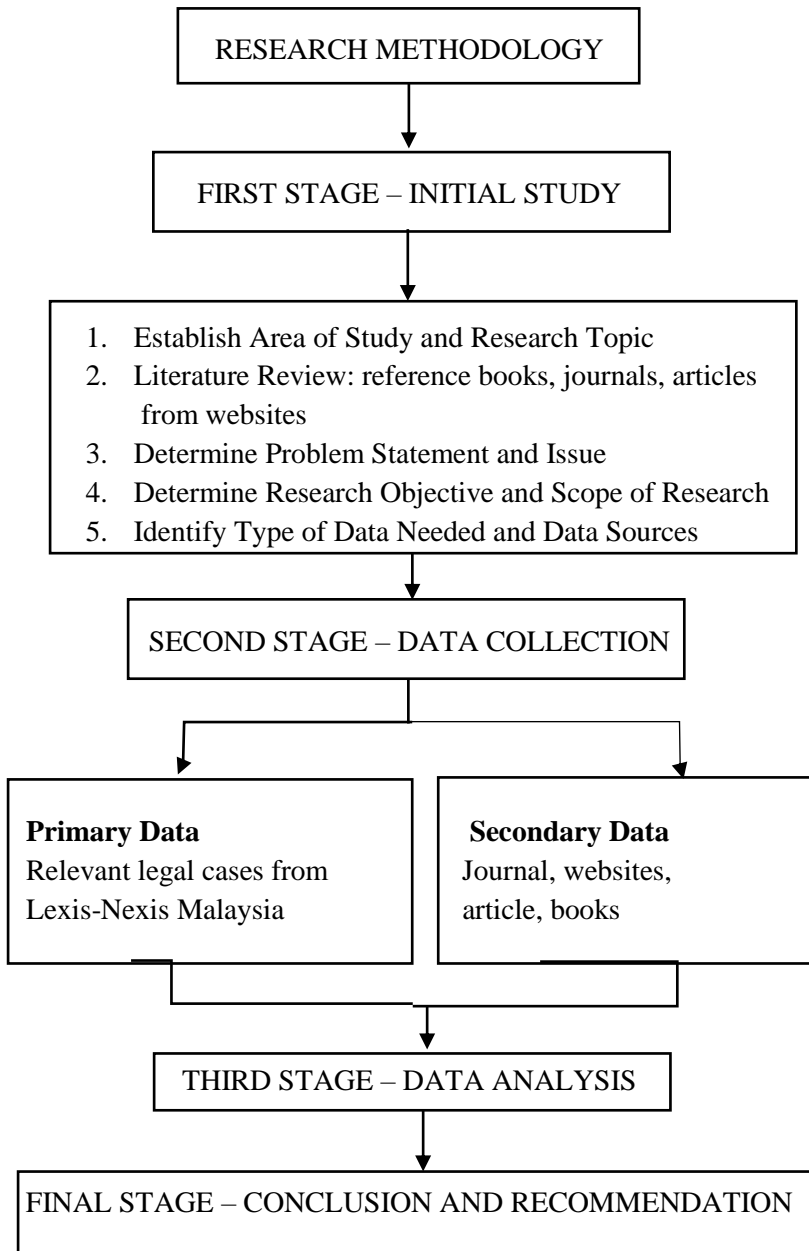 RESEARCH METHODOLOGY
FIRST STAGE – INITIAL STUDY
1. Establish Area of Study and Research Topic
2. Literature Review: reference books, journals, articles
from websites
3. Determine Problem Statement and Issue
4. Determine Research Objective and Scope of Research
5. Identify Type of Data Needed and Data Sources
SECOND STAGE – DATA COLLECTION
Primary Data
Relevant legal cases from
Lexis-Nexis Malaysia
Secondary Data
Journal, websites,
article, books
THIRD STAGE – DATA ANALYSIS
FINAL STAGE – CONCLUSION AND RECOMMENDATION